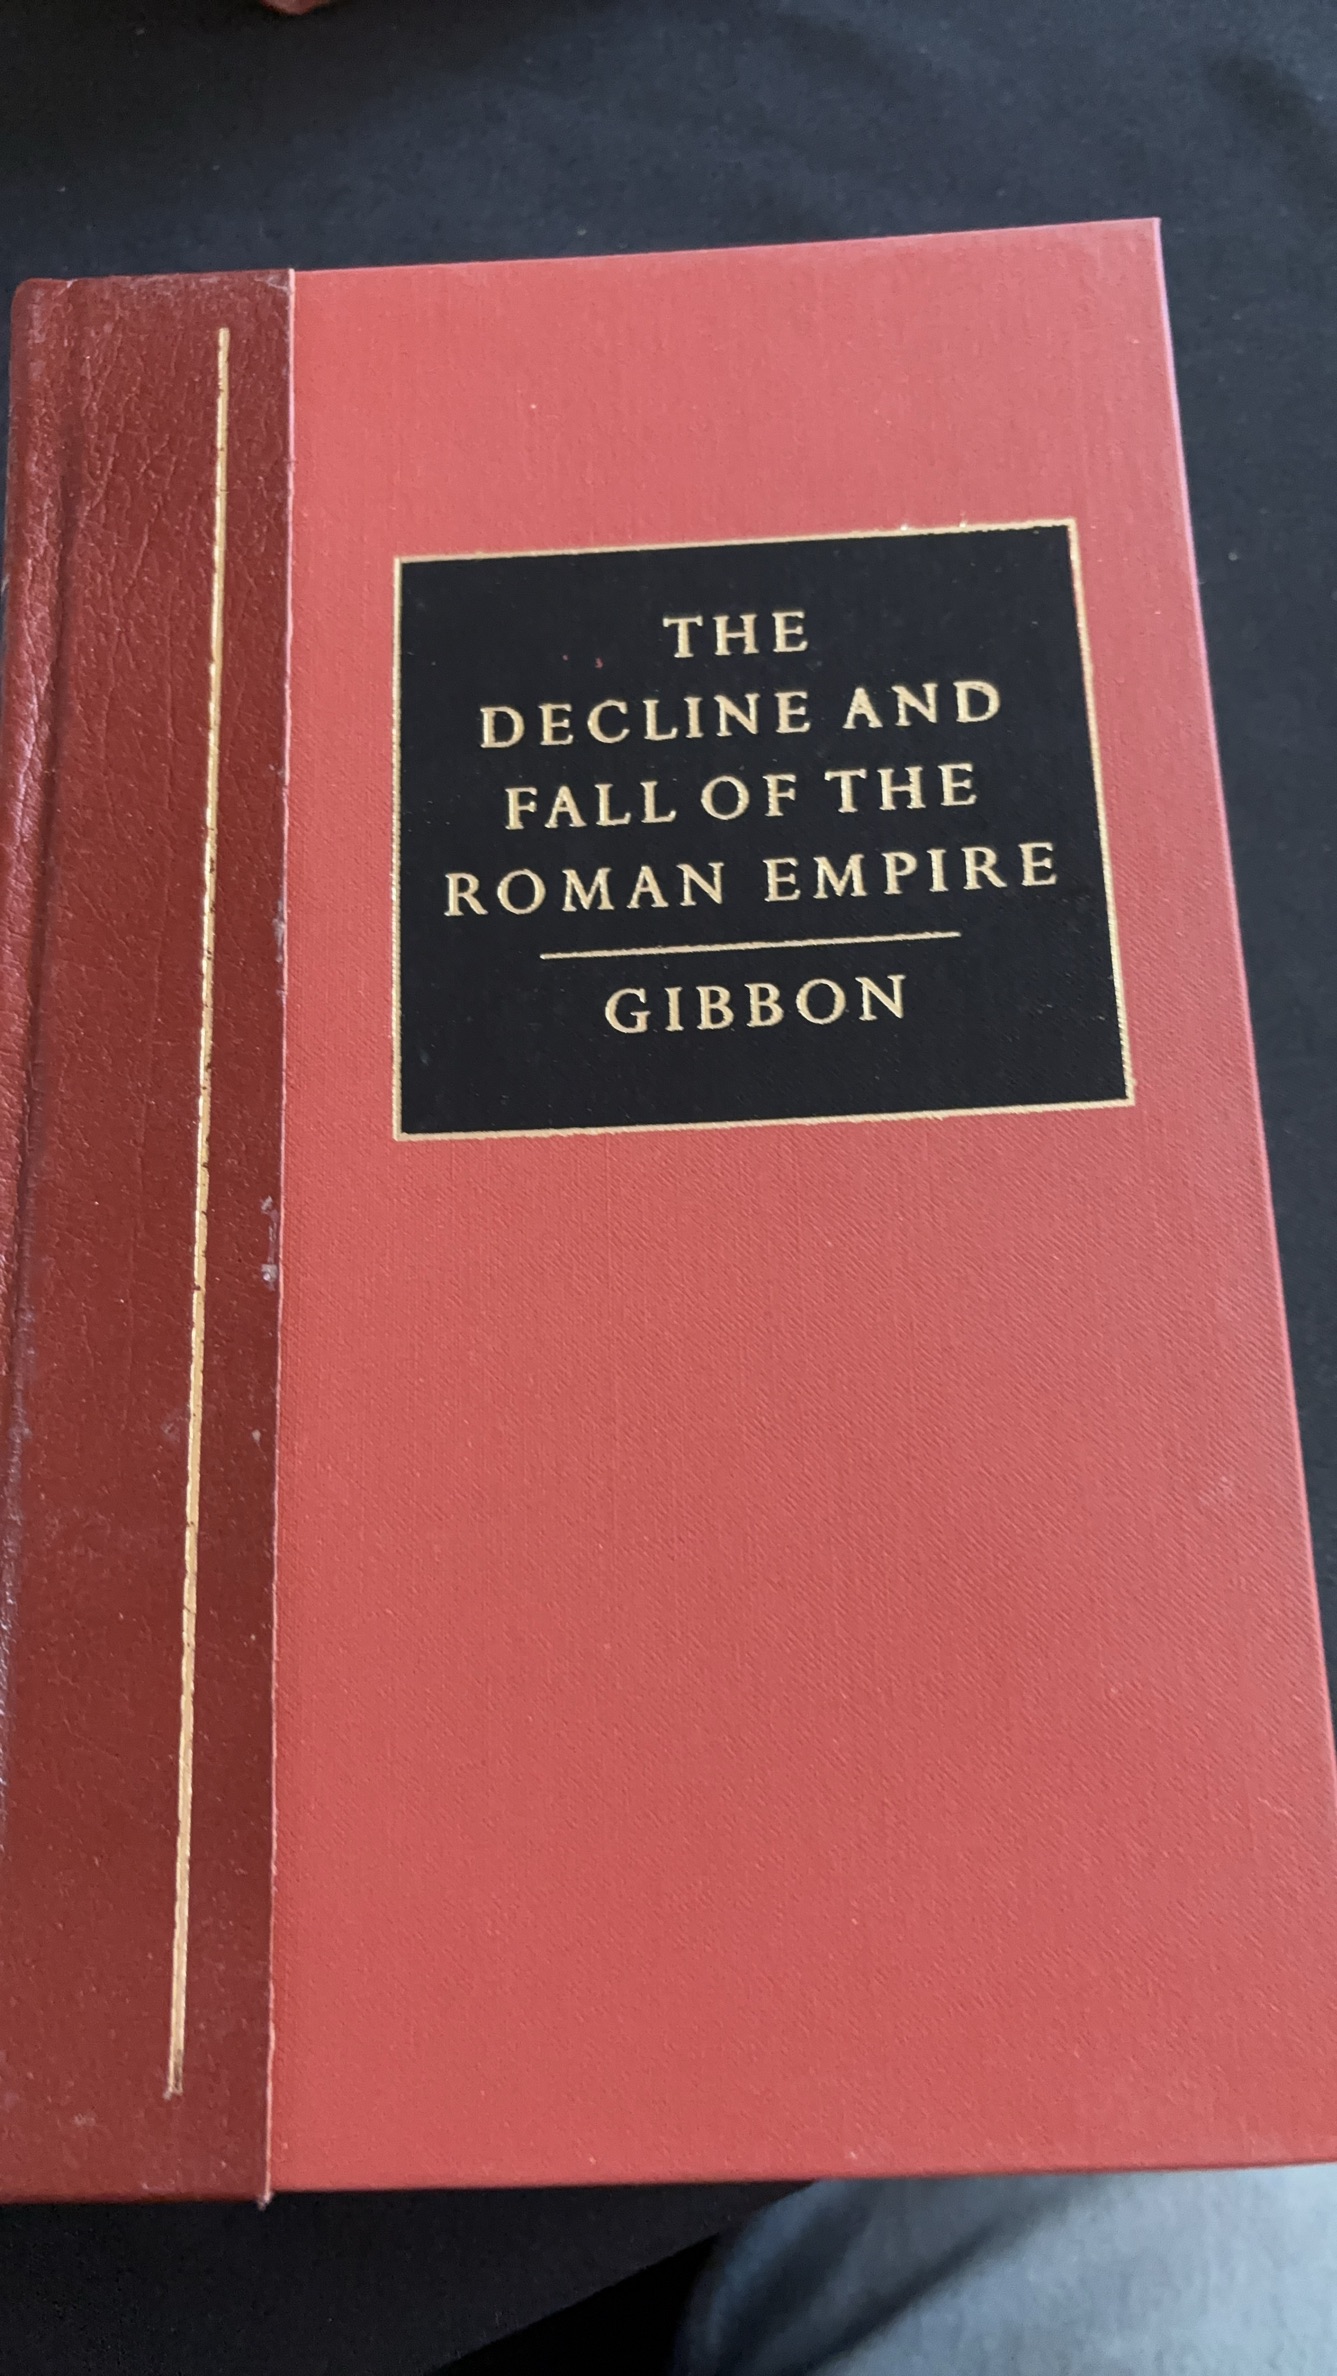 THE
DECLINE AND
FALL OF THE
ROMAN EMPIRE
GIBBON